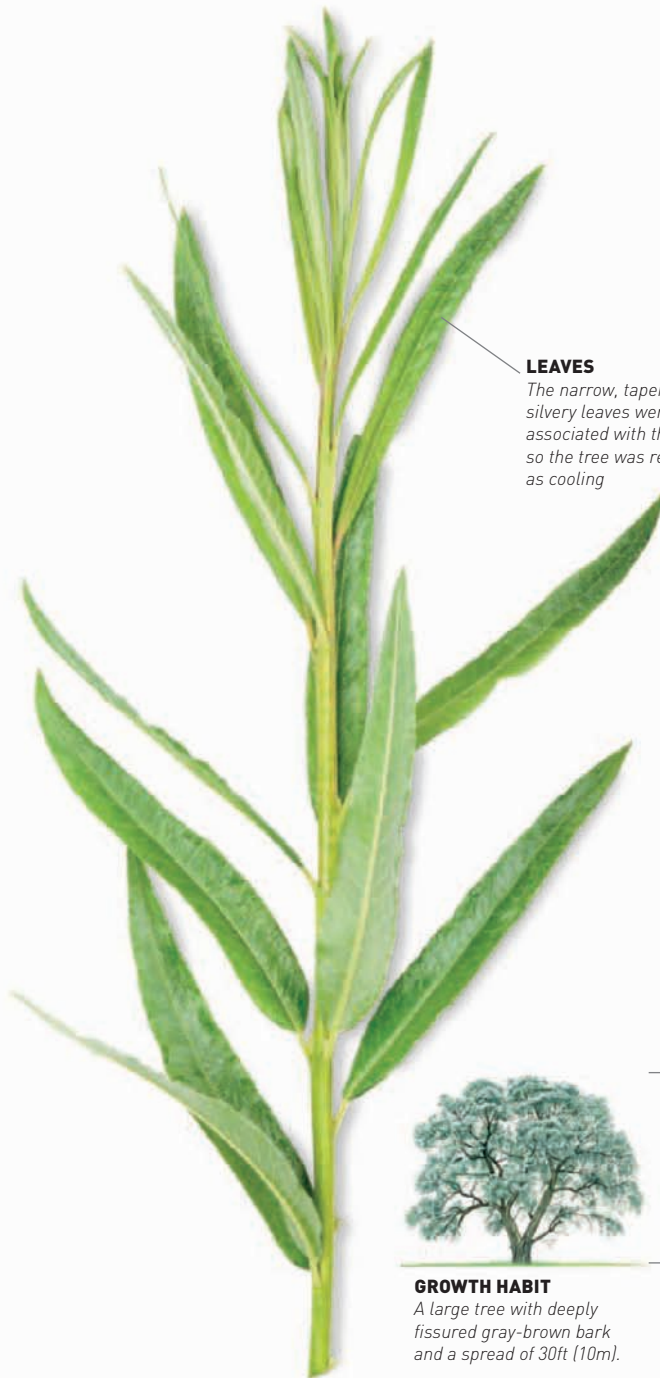 LEAVES
The narrow,
silvery leaves
associated with
so the tree was
as cooling
GROWTH HABIT
A large tree with deeply
fissured gray-brown bark
and a spread of 30ft (10m).